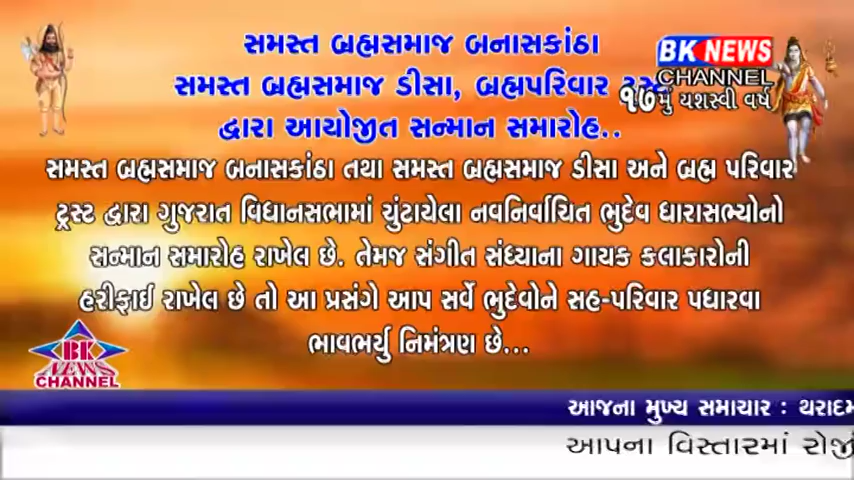 સમસ્ત બ્રહ્મસમાજ બનાસકાંઠા
સમસ્ત બ્રહ્મસમાજ ડીસા, બ્રહ્મપરિવાર
દ્વારા આયોજીત સન્માન સમારોહ..
BK NEWS
CHANNEL
૧૭મું યશસ્વી વર્ષ
સમસ્ત બ્રહ્મસમાજ બનાસકાંઠા તથા સમસ્ત બ્રહ્મસમાજ ડીસા અને બ્રહ્મ પરિવાર
ટ્રસ્ટ દ્વારા ગુજરાત વિધાનસભામાં ચુંટાયેલા નવનિર્વાચિત ભુદેવ ધારાસભ્યોનો
સન્માન સમારોહ રાખેલ છે. તેમજ સંગીત સંધ્યાના ગાયક કલાકારોની
હરીફાઈ રાખેલ છે તો આ પ્રસંગે આપ સર્વે ભુદેવોને સહ-પરિવાર પધારવા
ભાવભર્યુ નિમંત્રણ છે...
BK
NEWS
CHANNEL
આજના મુખ્ય સમાચાર : થરાદમ
આપના વિસ્તારમાં રોજીં